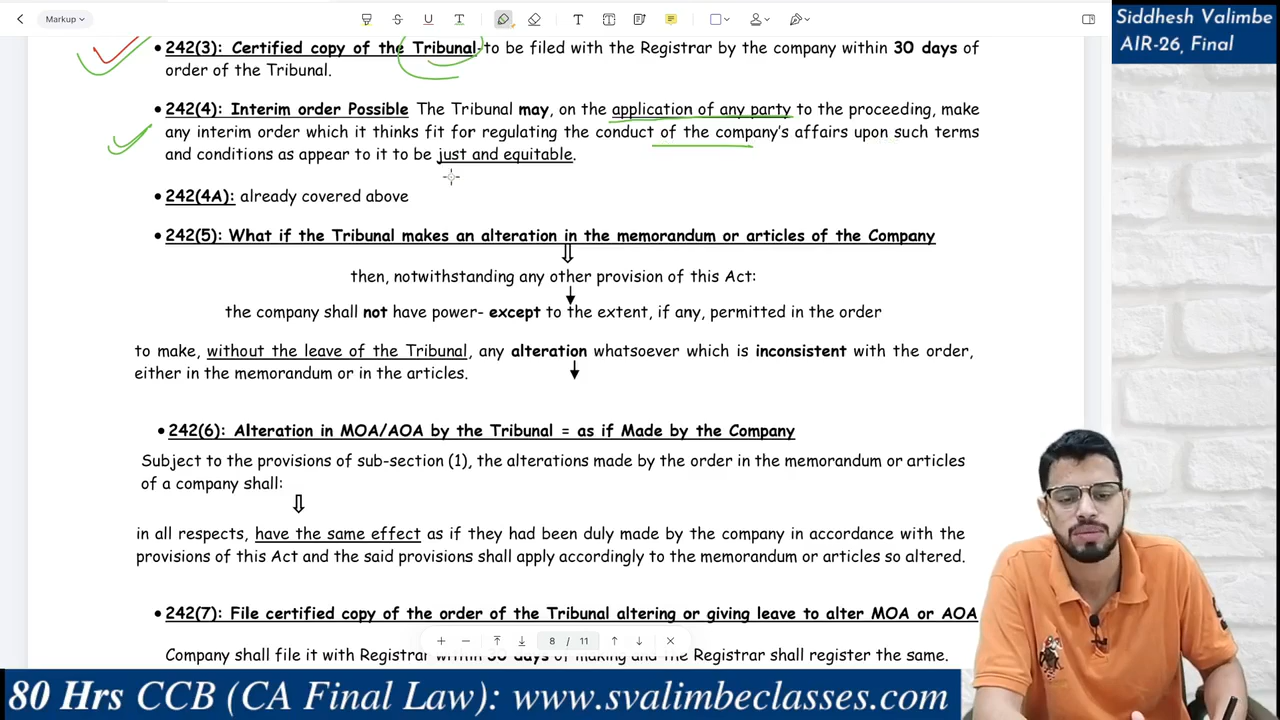 Markup
Siddhesh Valimbe
AIR-26, Final
• 242(3): Certified copy of the Tribunal to be filed with the Registrar by the company within 30 days of
order of the Tribunal.
• 242(4): Interim order Possible The Tribunal may, on the application of any party to the proceeding, make
any interim order which it thinks fit for regulating the conduct of the company's affairs upon such terms
and conditions as appear to it to be just and equitable.
• 242(4A): already covered above
• 242(5): What if the Tribunal makes an alteration in the memorandum or articles of the Company
then, notwithstanding any other provision of this Act:
the company shall not have power- except to the extent, if any, permitted in the order
to make, without the leave of the Tribunal, any alteration whatsoever which is inconsistent with the order,
either in the memorandum or in the articles.
• 242(6): Alteration in MOA/AOA by the Tribunal = as if Made by the Company
Subject to the provisions of sub-section (1), the alterations made by the order in the memorandum or articles
of a company shall:
in all respects, have the same effect as if they had been duly made by the company in accordance with the
provisions of this Act and the said provisions shall apply accordingly to the memorandum or articles so altered.
• 242(7): File certified copy of the order of the Tribunal altering or giving leave to alter MOA or AOA
8 / 11
Company shall file it with Registrar within 30 days of making and the Registrar shall register the same.
80 Hrs CCB (CA Final Law): www.svalimbeclasses.com